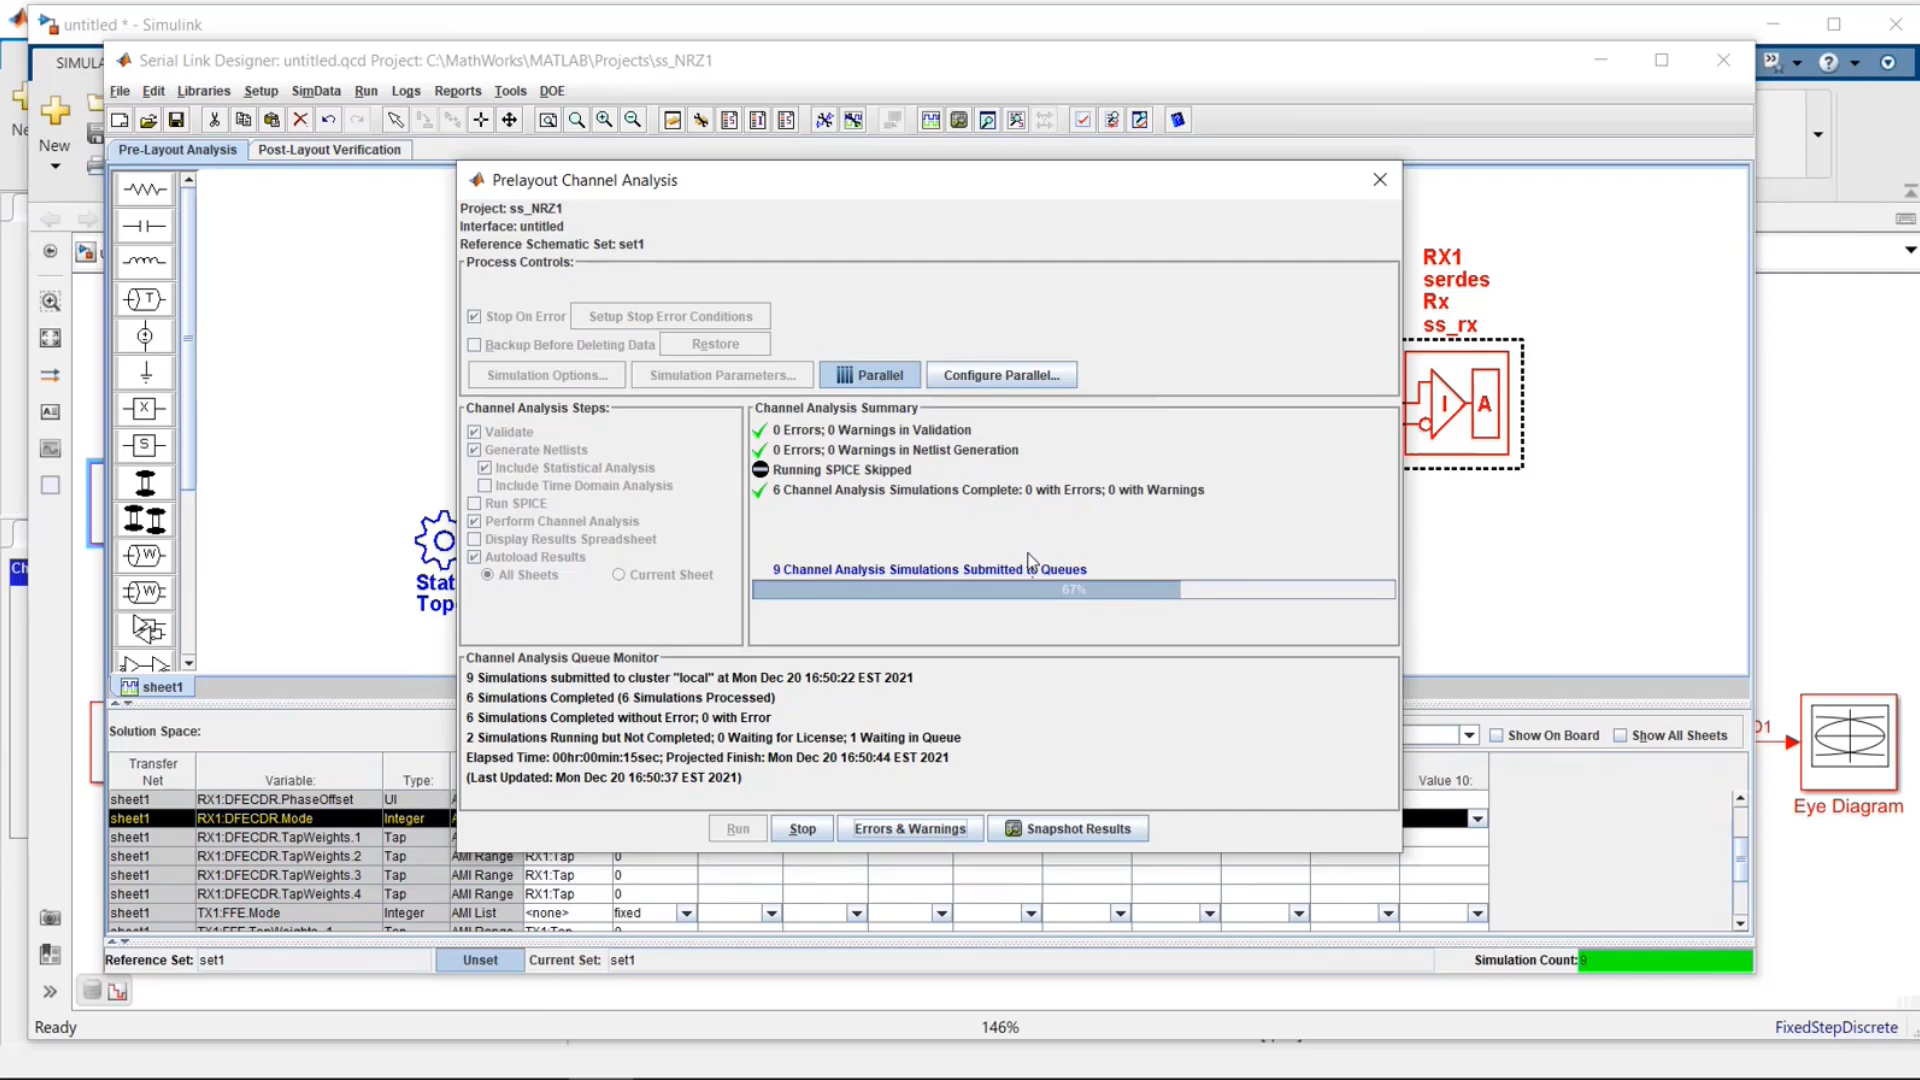 untitled * - Simulink
SIMULA
Serial Link Designer: untitled.qcd Project: C:\MathWorks\MATLAB\Projects\ss_NRZ1
File Edit Libraries Setup SimData Run Logs Reports Tools DOE
New
Pre-Layout Analysis Post-Layout Verification
Prelayout Channel Analysis
Project: ss_NRZ1
Interface: untitled
Reference Schematic Set: set1
Process Controls:
Stop On Error Setup Stop Error Conditions
Backup Before Deleting Data Restore
Simulation Options... Simulation Parameters... Parallel Configure Parallel...
Channel Analysis Steps:
Validate
Generate Netlists
Include Statistical Analysis
Include Time Domain Analysis
Run SPICE
Perform Channel Analysis
Display Results Spreadsheet
Autoload Results
All Sheets Current Sheet
Channel Analysis Summary
0 Errors; 0 Warnings in Validation
0 Errors; 0 Warnings in Netlist Generation
Running SPICE Skipped
6 Channel Analysis Simulations Complete: 0 with Errors; 0 with Warnings
9 Channel Analysis Simulations Submitted to Queues
67%
Channel Analysis Queue Monitor
9 Simulations submitted to cluster "local" at Mon Dec 20 16:50:22 EST 2021
6 Simulations Completed (6 Simulations Processed)
6 Simulations Completed without Error; 0 with Error
2 Simulations Running but Not Completed; 0 Waiting for License; 1 Waiting in Queue
Elapsed Time: 00hr:00min:15sec; Projected Finish: Mon Dec 20 16:50:44 EST 2021
(Last Updated: Mon Dec 20 16:50:37 EST 2021)
Run Stop Errors & Warnings Snapshot Results
RX1
serdes
Rx
ss_rx
I A
T
X
S
W
W
Stat
Top
Ch
sheet1
Solution Space:
Show On Board Show All Sheets
Transfer Net Variable: Type: Value 10:
sheet1 RX1:DFECDR.PhaseOffset UI
sheet1 RX1:DFECDR.Mode Integer
sheet1 RX1:DFECDR.TapWeights.1 Tap
sheet1 RX1:DFECDR.TapWeights.2 Tap AMI Range RX1:Tap 0
sheet1 RX1:DFECDR.TapWeights.3 Tap AMI Range RX1:Tap 0
sheet1 RX1:DFECDR.TapWeights.4 Tap AMI Range RX1:Tap 0
sheet1 TX1:FFE.Mode Integer AMI List <none> fixed
Reference Set: set1 Unset Current Set: set1 Simulation Count: 9
Eye Diagram
Ready 146% FixedStepDiscrete